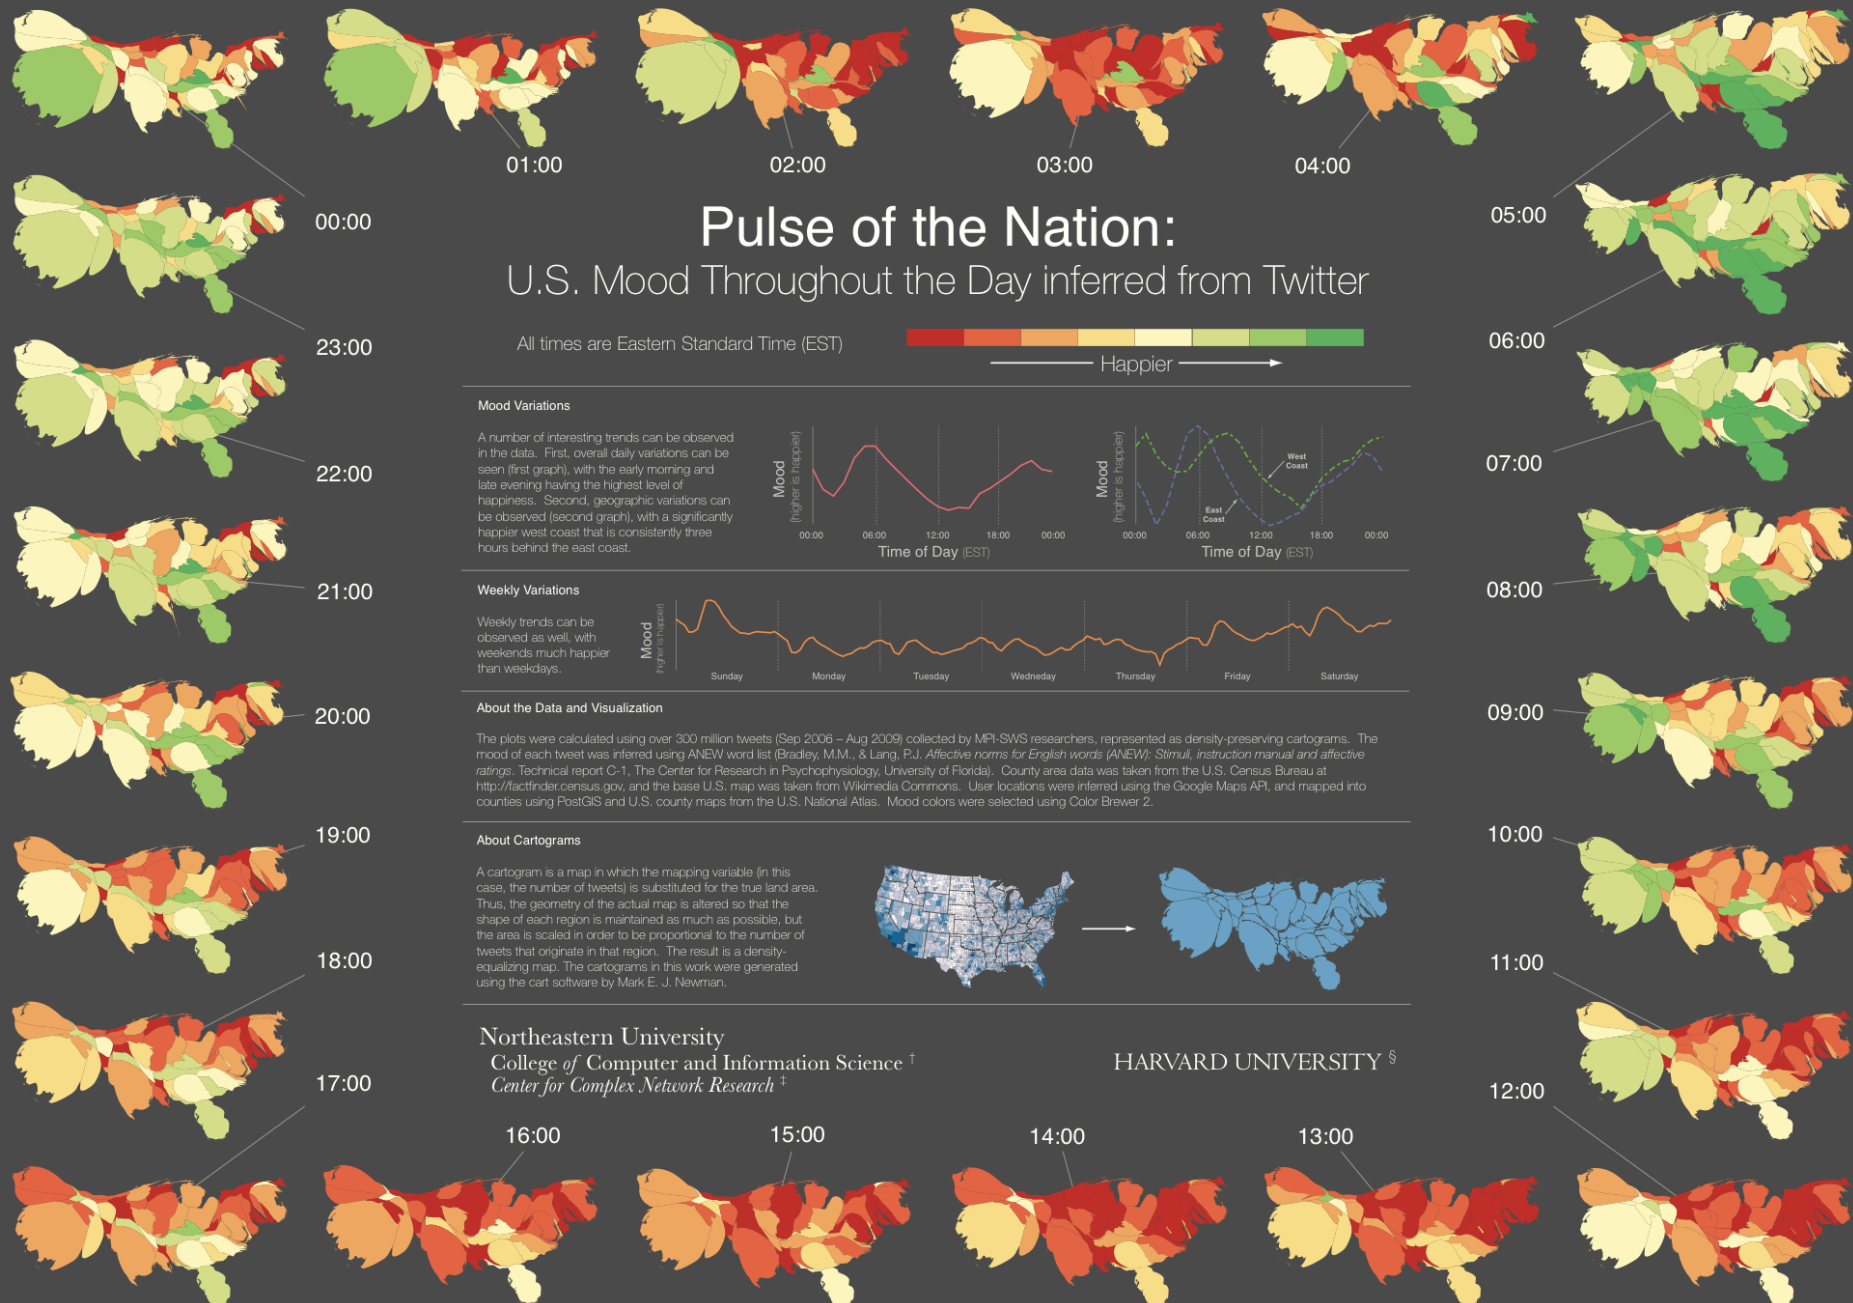 01:00
02:00
03:00
04:00
00:00
05:00
Pulse of the Nation:
U.S. Mood Throughout the Day inferred from Twitter
23:00
06:00
All times are Eastern Standard Time (EST)
Happier
22:00
07:00
Mood Variations
A number of interesting trends can be observed
in the data. First, overall daily variations can be
seen (first graph), with the early morning and
late evening having the highest level of
happiness. Second, geographic variations can
be observed (second graph), with a significantly
happier west coast that is consistently three
hours behind the east coast.
Mood
(higher is happier)
00:00
06:00
12:00
18:00
00:00
Time of Day (EST)
Mood
(higher is happier)
West
Coast
East
Coast
00:00
06:00
12:00
18:00
00:00
Time of Day (EST)
21:00
08:00
Weekly Variations
Weekly trends can be
observed as well, with
weekends much happier
than weekdays.
Mood
(higher is happier)
Sunday
Monday
Tuesday
Wedneday
Thursday
Friday
Saturday
20:00
09:00
About the Data and Visualization
The plots were calculated using over 300 million tweets (Sep 2006 – Aug 2009) collected by MPI-SWS researchers, represented as density-preserving cartograms. The
mood of each tweet was inferred using ANEW word list (Bradley, M.M., & Lang, P.J. Affective norms for English words (ANEW): Stimuli, instruction manual and affective
ratings. Technical report C-1, The Center for Research in Psychophysiology, University of Florida). County area data was taken from the U.S. Census Bureau at
http://factfinder.census.gov, and the base U.S. map was taken from Wikimedia Commons. User locations were inferred using the Google Maps API, and mapped into
counties using PostGIS and U.S. county maps from the U.S. National Atlas. Mood colors were selected using Color Brewer 2.
19:00
10:00
About Cartograms
A cartogram is a map in which the mapping variable (in this
case, the number of tweets) is substituted for the true land area.
Thus, the geometry of the actual map is altered so that the
shape of each region is maintained as much as possible, but
the area is scaled in order to be proportional to the number of
tweets that originate in that region. The result is a density-
equalizing map. The cartograms in this work were generated
using the cart software by Mark E. J. Newman.
18:00
11:00
Northeastern University
College of Computer and Information Science †
Center for Complex Network Research ‡
HARVARD UNIVERSITY §
17:00
12:00
16:00
15:00
14:00
13:00